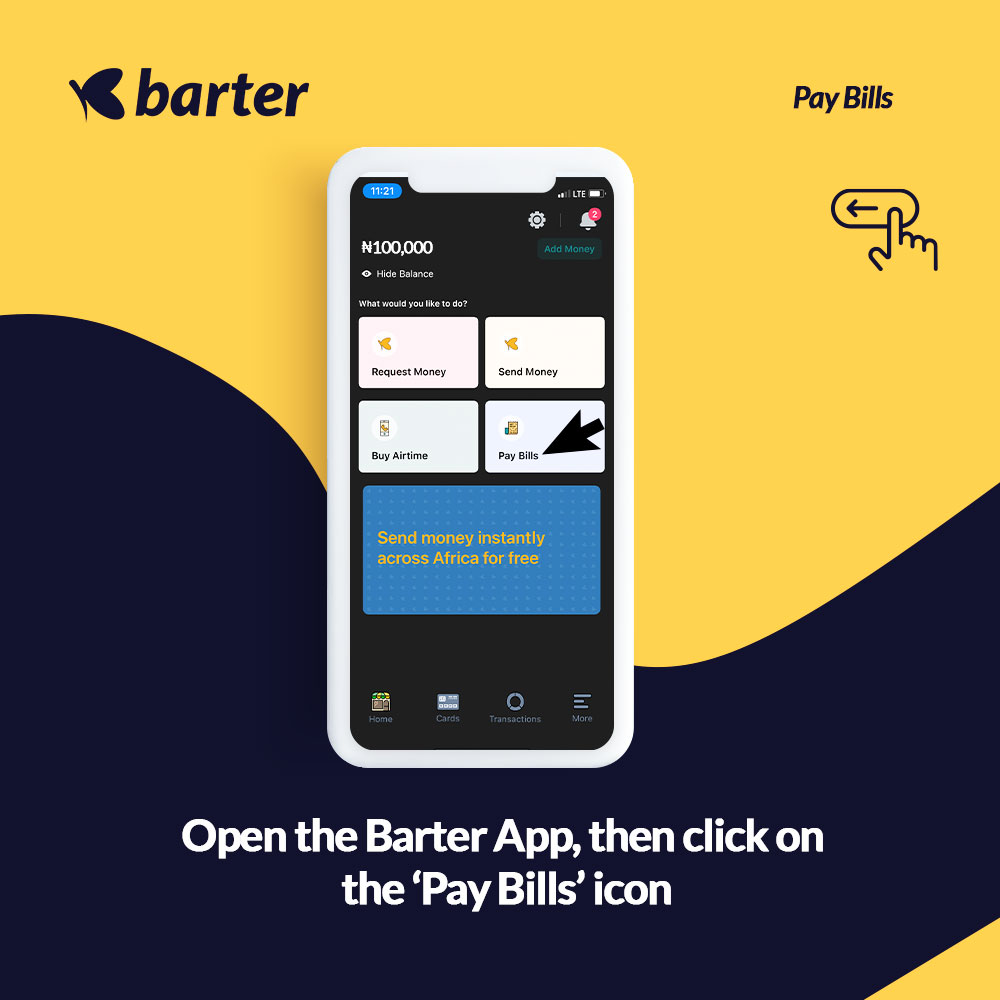 barter
Pay Bills
11:21
LTE
2
₦100,000
Add Money
Hide Balance
What would you like to do?
Request Money
Send Money
Buy Airtime
Pay Bills
Send money instantly
across Africa for free
Home
Cards
Transactions
More
Open the Barter App, then click on
the ‘Pay Bills’ icon